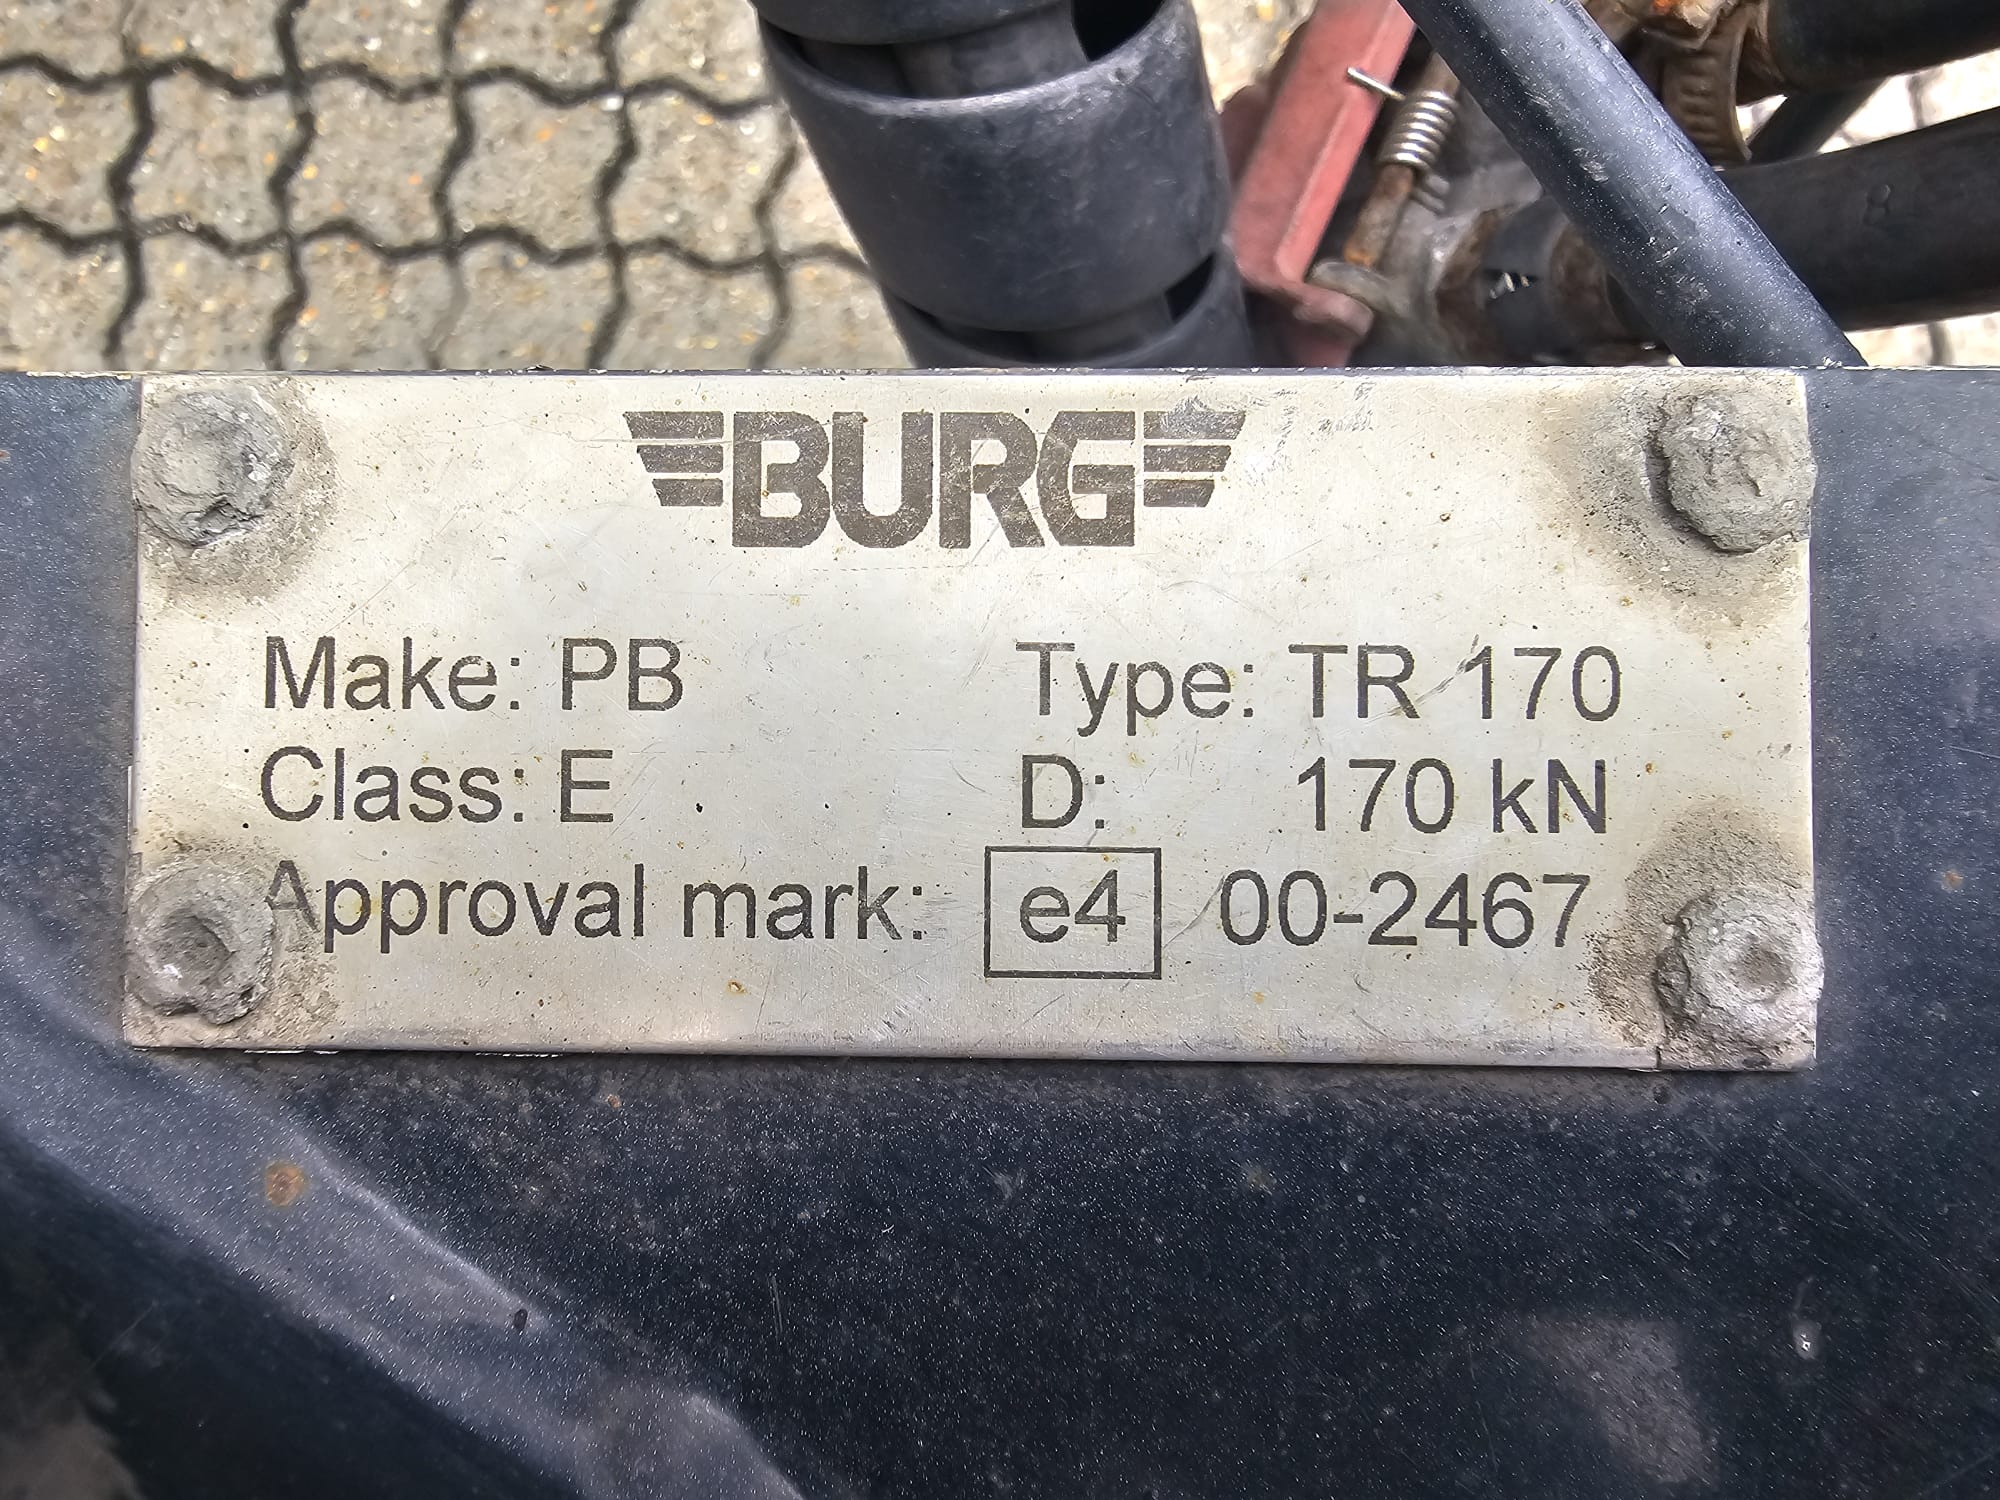 BURG
Make: PB Type: TR 170
Class: E D: 170 kN
Approval mark: e4 00-2467